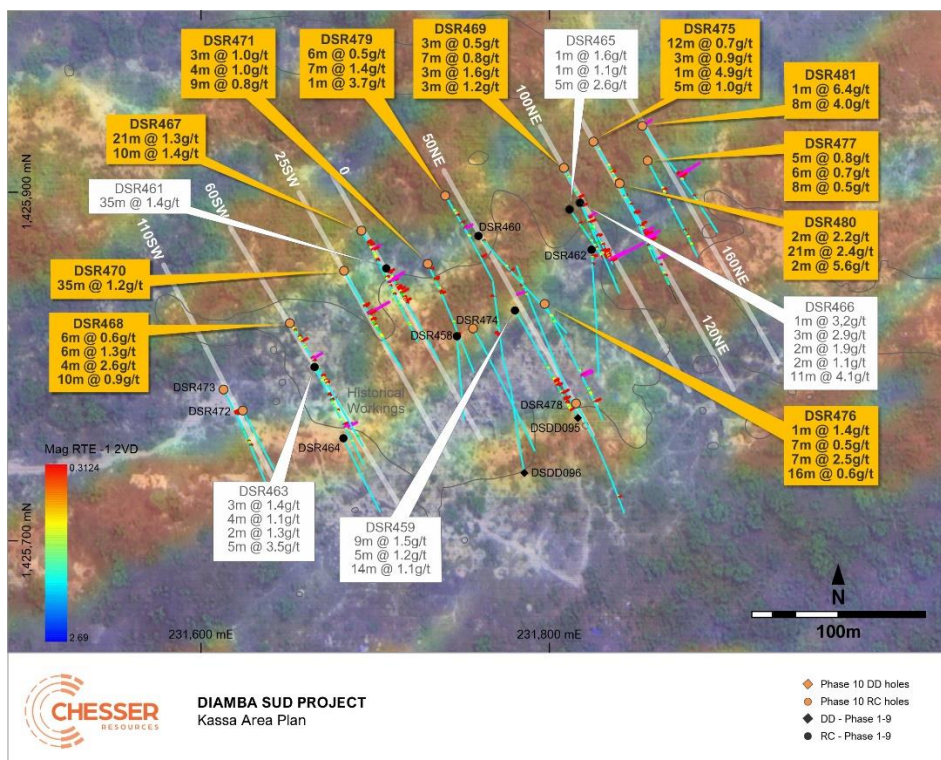 DSR471
3m @ 1.0g/t
4m @ 1.0g/t
9m @ 0.8g/t
DSR479
6m @ 0.5g/t
7m @ 1.4g/t
1m @ 3.7g/t
DSR469
3m @ 0.5g/t
7m @ 0.8g/t
3m @ 1.6g/t
3m @ 1.2g/t
DSR465
1m @ 1.6g/t
1m @ 1.1g/t
5m @ 2.6g/t
DSR475
12m @ 0.7g/t
3m @ 0.9g/t
1m @ 4.9g/t
5m @ 1.0g/t
DSR481
1m @ 6.4g/t
8m @ 4.0g/t
DSR467
21m @ 1.3g/t
10m @ 1.4g/t
DSR477
5m @ 0.8g/t
6m @ 0.7g/t
8m @ 0.5g/t
DSR461
35m @ 1.4g/t
DSR480
2m @ 2.2g/t
21m @ 2.4g/t
2m @ 5.6g/t
DSR470
35m @ 1.2g/t
DSR466
1m @ 3,2g/t
3m @ 2.9g/t
2m @ 1.9g/t
2m @ 1.1g/t
11m @ 4.1g/t
DSR468
6m @ 0.6g/t
6m @ 1.3g/t
4m @ 2.6g/t
10m @ 0.9g/t
DSR476
1m @ 1.4g/t
7m @ 0.5g/t
7m @ 2.5g/t
16m @ 0.6g/t
DSR463
3m @ 1.4g/t
4m @ 1.1g/t
2m @ 1.3g/t
5m @ 3.5g/t
DSR459
9m @ 1.5g/t
5m @ 1.2g/t
14m @ 1.1g/t
110SW
60SW
25SW
0
50NE
100NE
120NE
160NE
DSR460
DSR462
DSR458
DSR474
DSR473
DSR472
DSR464
DSR478
DSDD095
DSDD096
Historical
Workings
1,425,900 mN
1,425,700 mN
231,600 mE
231,800 mE
Mag RTE -1 2VD
0.3124
2.69
N
100m
CHESSER
RESOURCES
DIAMBA SUD PROJECT
Kassa Area Plan
Phase 10 DD holes
Phase 10 RC holes
DD - Phase 1-9
RC - Phase 1-9